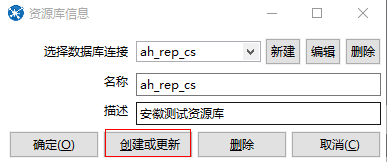 资源库信息
选择数据库连接 ah_rep_cs 新建 编辑 删除
名称 ah_rep_cs
描述 安徽测试资源库
确定(O) 创建或更新 删除 取消(C)